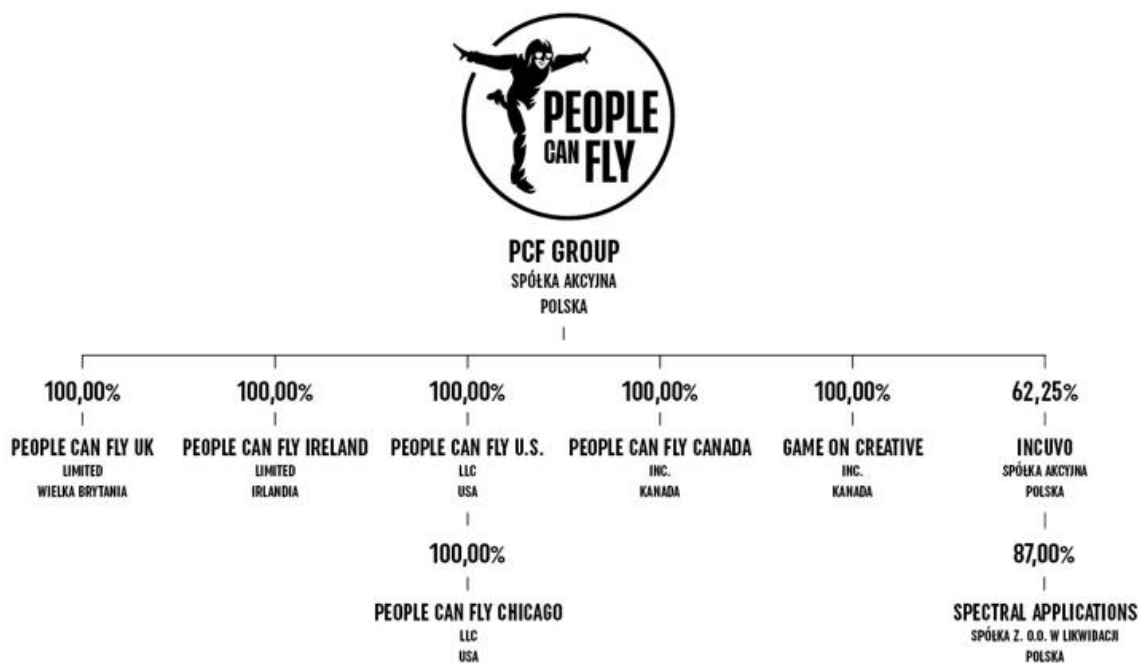 PEOPLE
CAN FLY
PCF GROUP
SPÓŁKA AKCYJNA
POLSKA
100,00% 100,00% 100,00% 100,00% 100,00% 62,25%
PEOPLE CAN FLY UK PEOPLE CAN FLY IRELAND PEOPLE CAN FLY U.S. PEOPLE CAN FLY CANADA GAME ON CREATIVE INCUVO
LIMITED LIMITED LLC INC. INC. SPÓŁKA AKCYJNA
WIELKA BRYTANIA IRLANDIA USA KANADA KANADA POLSKA
100,00% 87,00%
PEOPLE CAN FLY CHICAGO SPECTRAL APPLICATIONS
LLC SPÓŁKA Z. O.O. W LIKWIDACJI
USA POLSKA